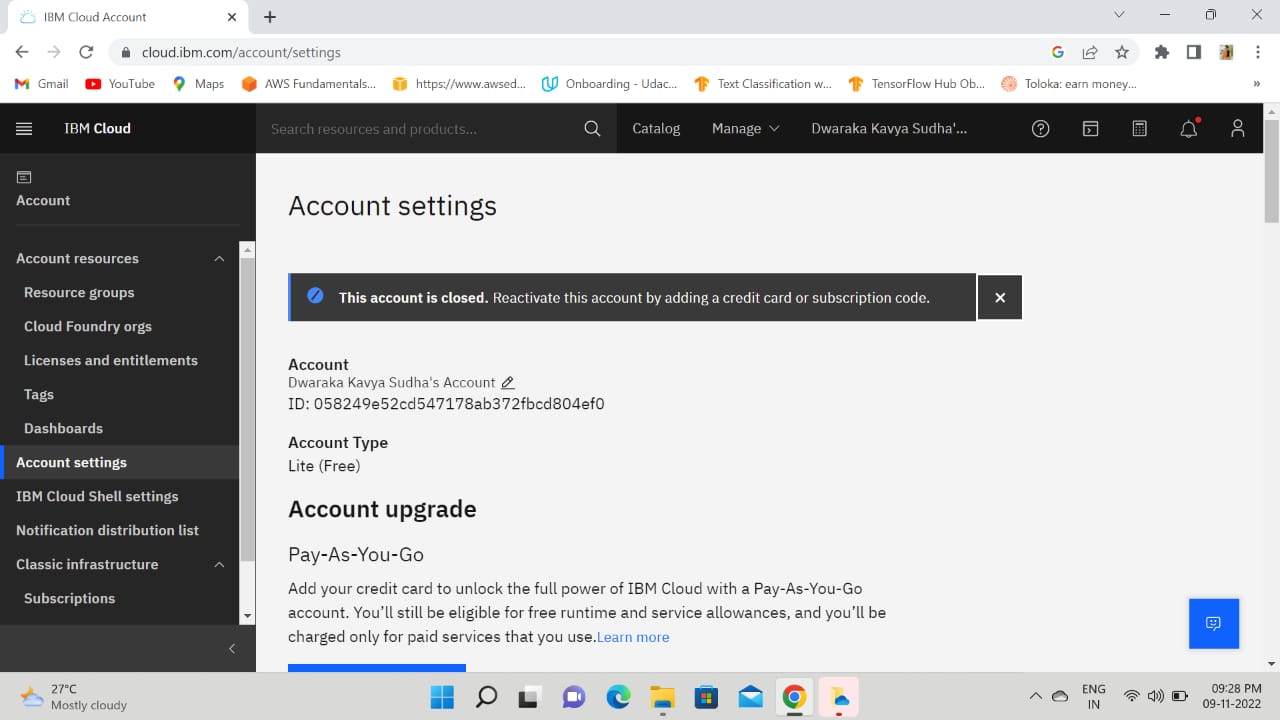 IBM Cloud Account
cloud.ibm.com/account/settings
Gmail
YouTube
Maps
AWS Fundamentals...
https://www.awsed...
Onboarding - Udac...
Text Classification w...
TensorFlow Hub Ob...
Toloka: earn money...
»
IBM Cloud
Search resources and products...
Catalog
Manage
Dwaraka Kavya Sudha'...
Account
Account resources
Resource groups
Cloud Foundry orgs
Licenses and entitlements
Tags
Dashboards
Account settings
IBM Cloud Shell settings
Notification distribution list
Classic infrastructure
Subscriptions
Account settings
This account is closed. Reactivate this account by adding a credit card or subscription code.
Account
Dwaraka Kavya Sudha's Account
ID: 058249e52cd547178ab372fbcd804ef0
Account Type
Lite (Free)
Account upgrade
Pay-As-You-Go
Add your credit card to unlock the full power of IBM Cloud with a Pay-As-You-Go
account. You’ll still be eligible for free runtime and service allowances, and you’ll be
charged only for paid services that you use.Learn more
27°C
Mostly cloudy
ENG
IN
09:28 PM
09-11-2022